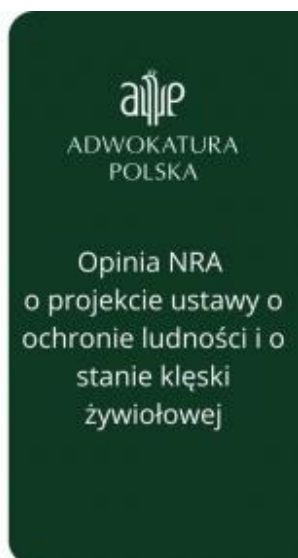 ADWOKATURA
POLSKA
Opinia NRA
o projekcie ustawy o
ochronie ludności i o
stanie klęski
żywiołowej